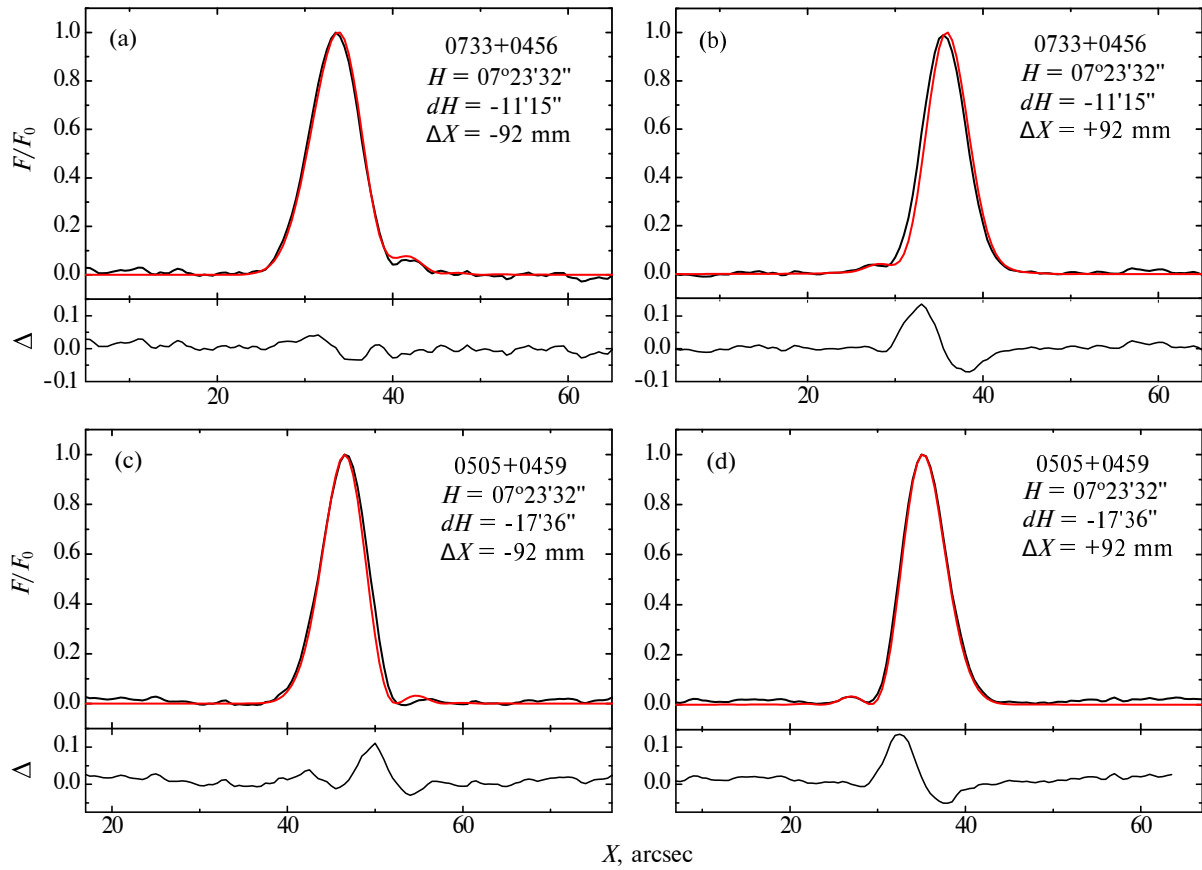 (a)
0733+0456
H = 07º23'32"
dH = -11'15"
ΔX = -92 mm
F/F0
1.0
0.8
0.6
0.4
0.2
0.0
Δ
0.1
0.0
-0.1
20
40
60
(b)
0733+0456
H = 07º23'32"
dH = -11'15"
ΔX = +92 mm
20
40
60
(c)
0505+0459
H = 07º23'32"
dH = -17'36"
ΔX = -92 mm
F/F0
1.0
0.8
0.6
0.4
0.2
0.0
Δ
0.1
0.0
20
40
60
(d)
0505+0459
H = 07º23'32"
dH = -17'36"
ΔX = +92 mm
20
40
60
1.0
0.8
0.6
0.4
0.2
0.0
0.1
0.0
-0.1
1.0
0.8
0.6
0.4
0.2
0.0
0.1
0.0
X, arcsec